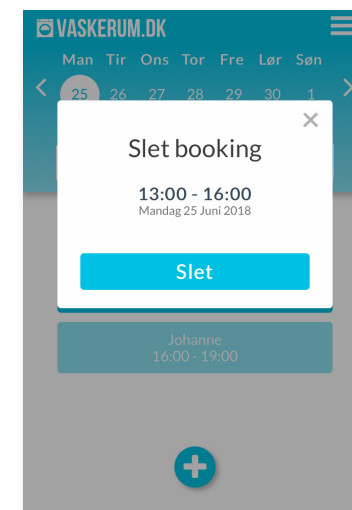 VASKERUM.DK
Man Tir Ons Tor Fre Lør Søn
25 26 27 28 29 30 1
Slet booking
13:00 - 16:00
Mandag 25 Juni 2018
Slet
Johanne
16:00 - 19:00